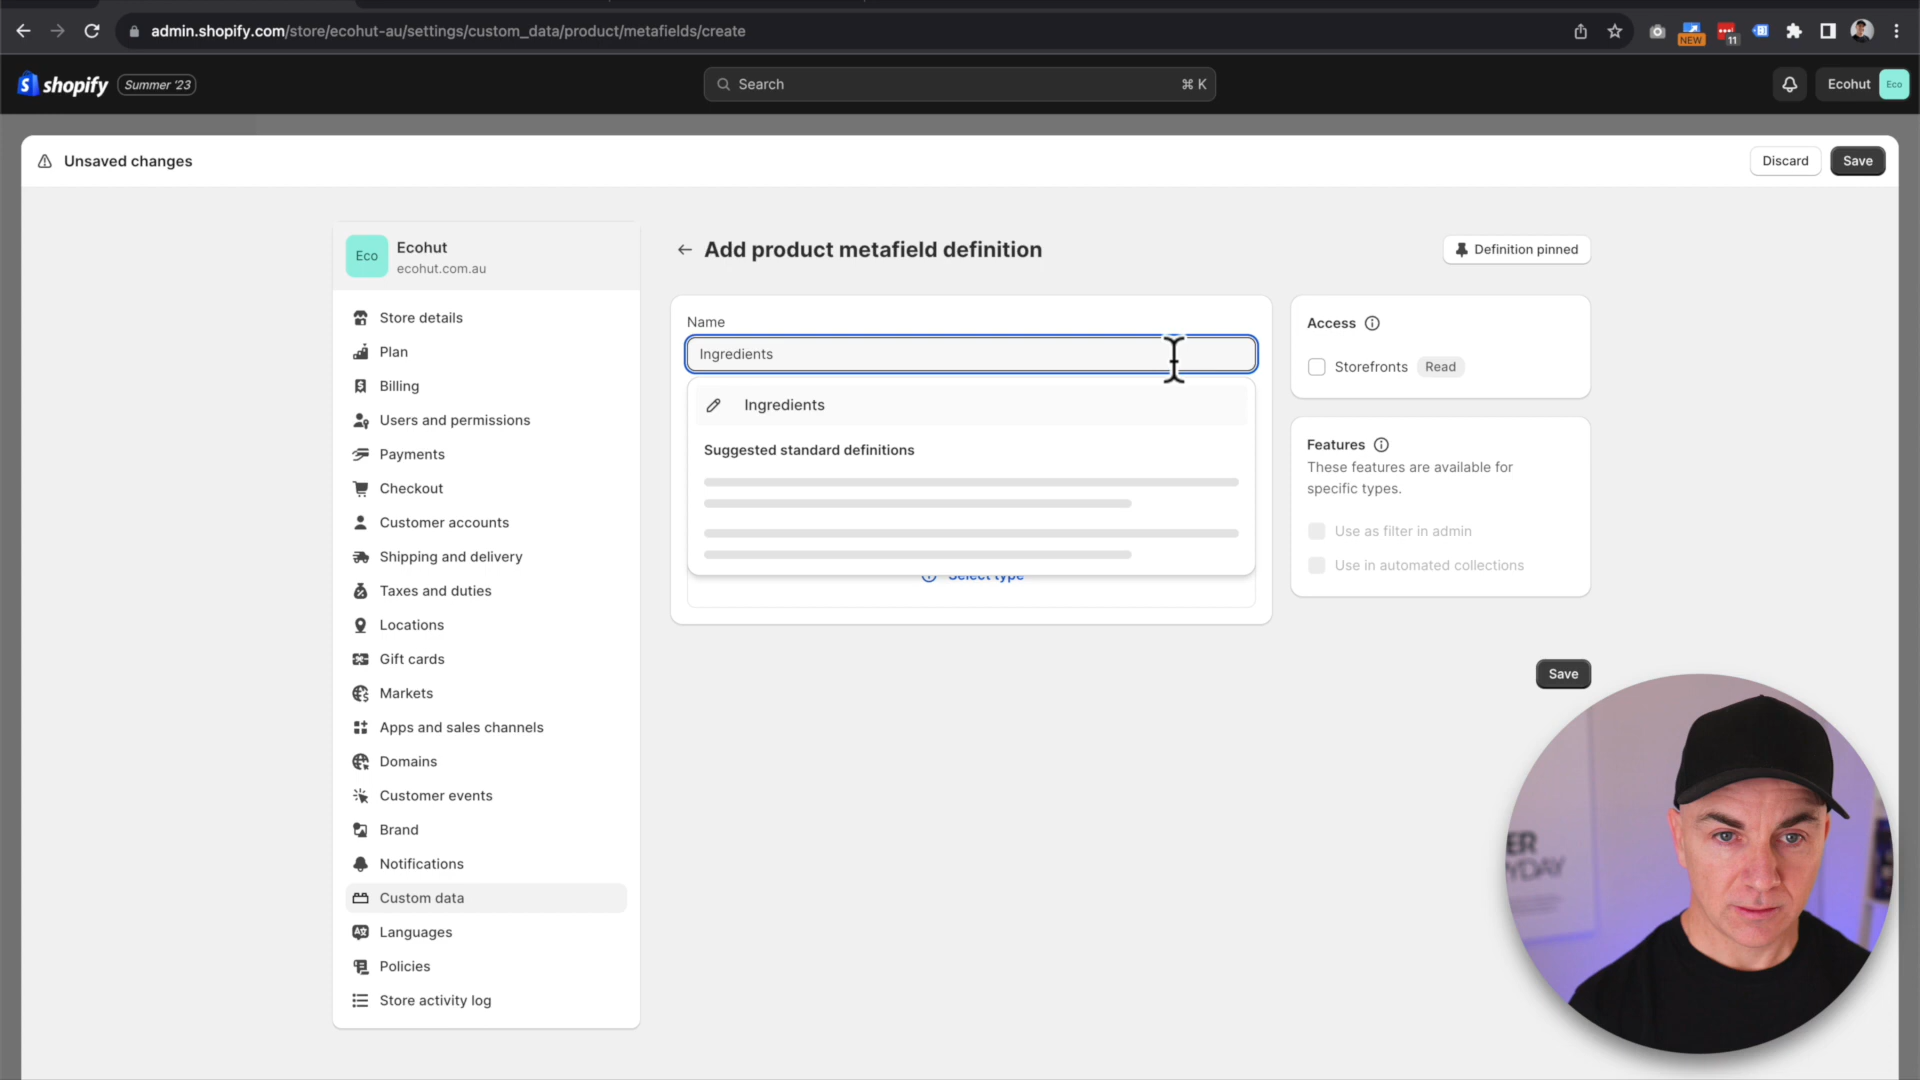 admin.shopify.com/store/ecohut-au/settings/custom_data/product/metafields/create
NEW
11
shopify
Summer '23
Search
⌘ K
Ecohut
Eco
Unsaved changes
Discard
Save
Eco
Ecohut
ecohut.com.au
Store details
Plan
Billing
Users and permissions
Payments
Checkout
Customer accounts
Shipping and delivery
Taxes and duties
Locations
Gift cards
Markets
Apps and sales channels
Domains
Customer events
Brand
Notifications
Custom data
Languages
Policies
Store activity log
Add product metafield definition
Definition pinned
Name
Ingredients
Ingredients
Suggested standard definitions
Select type
Access
Storefronts
Read
Features
These features are available for
specific types.
Use as filter in admin
Use in automated collections
Save